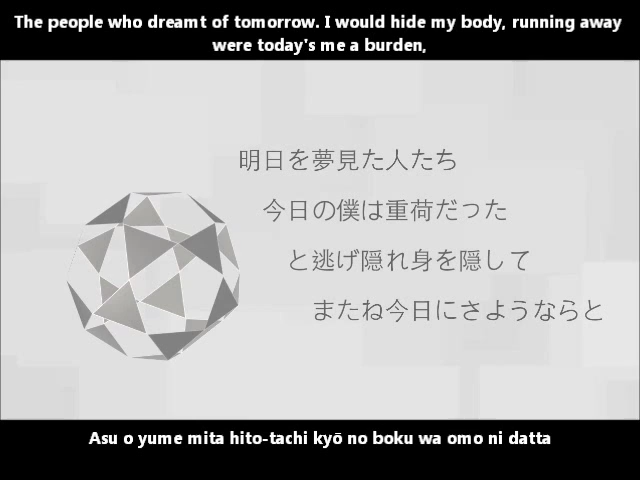 The people who dreamt of tomorrow. I would hide my body, running away
were today's me a burden,
明日を夢見た人たち
今日の僕は重荷だった
と逃げ隠れ身を隠して
またね今日にさようならと
Asu o yume mita hito-tachi kyō no boku wa omo ni datta